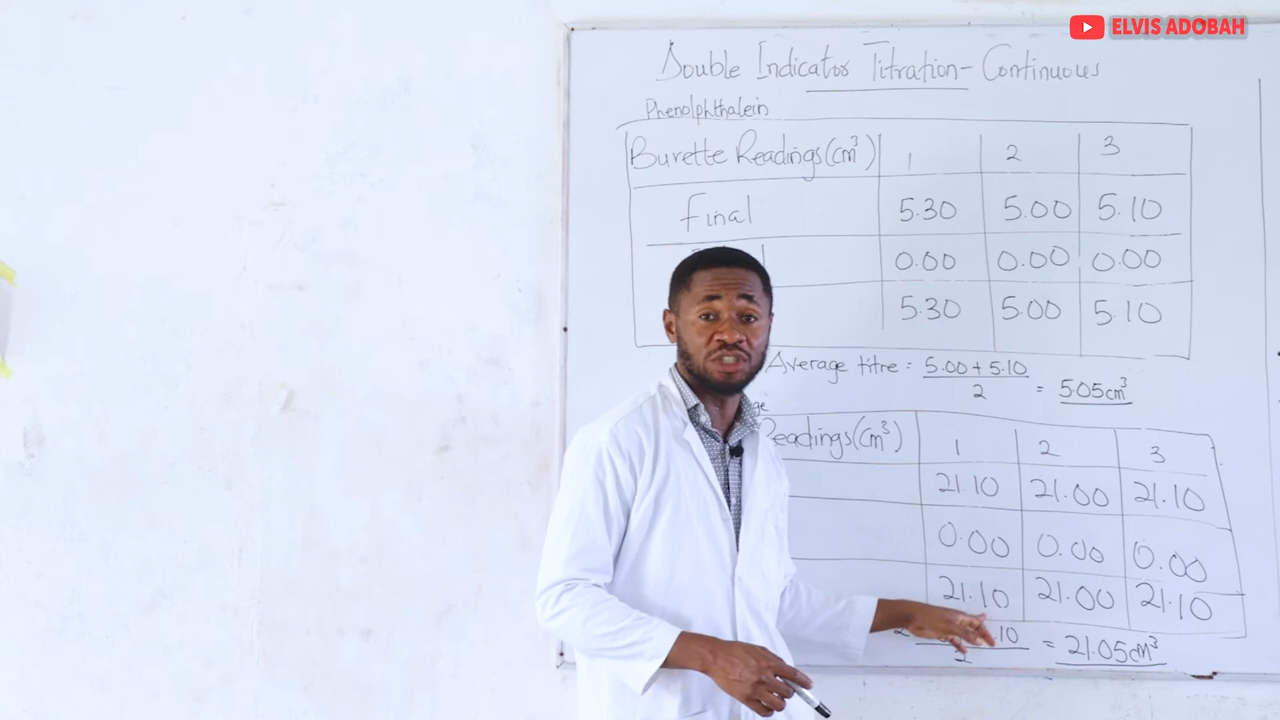 ELVIS ADOBAH
Double Indicator Titration - Continuous
Phenolphthalein
Burette Readings (cm³) 1 2 3
Final 5.30 5.00 5.10
0.00 0.00 0.00
5.30 5.00 5.10
Average titre = 5.00 + 5.10 / 2 = 5.05cm³
ge
Readings (cm³) 1 2 3
21.10 21.00 21.10
0.00 0.00 0.00
21.10 21.00 21.10
10 / 2 = 21.05cm³